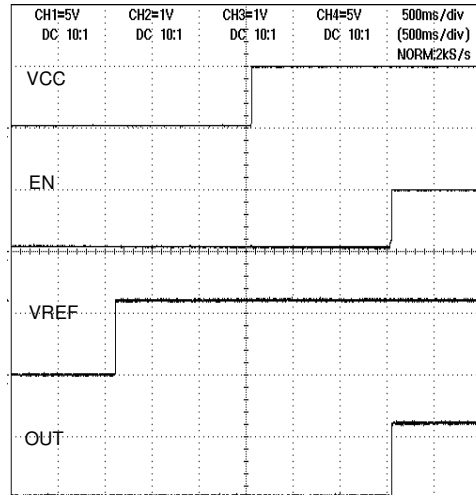 CH1=5V CH2=1V CH3=1V CH4=5V 500ms/div
DC 10:1 DC 10:1 DC 10:1 DC 10:1 (500ms/div)
NORM:2kS/s
VCC
EN
VREF
OUT